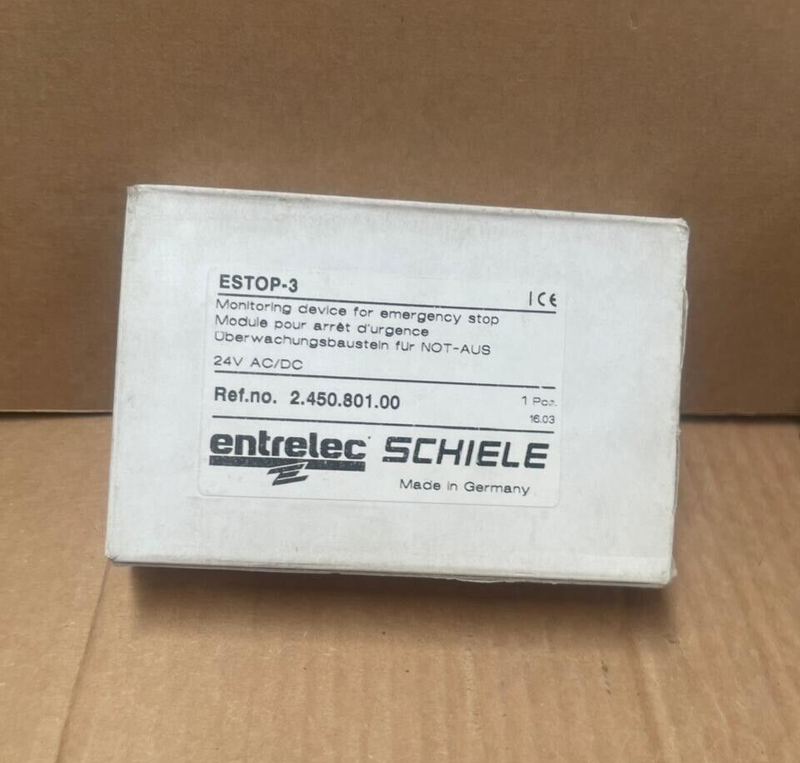 ESTOP-3
CE
Monitoring device for emergency stop
Module pour arrêt d'urgence
Überwachungsbaustein für NOT-AUS
24V AC/DC
Ref.no. 2.450.801.00
1 Pcs.
16.03
entrelec SCHIELE
Made in Germany